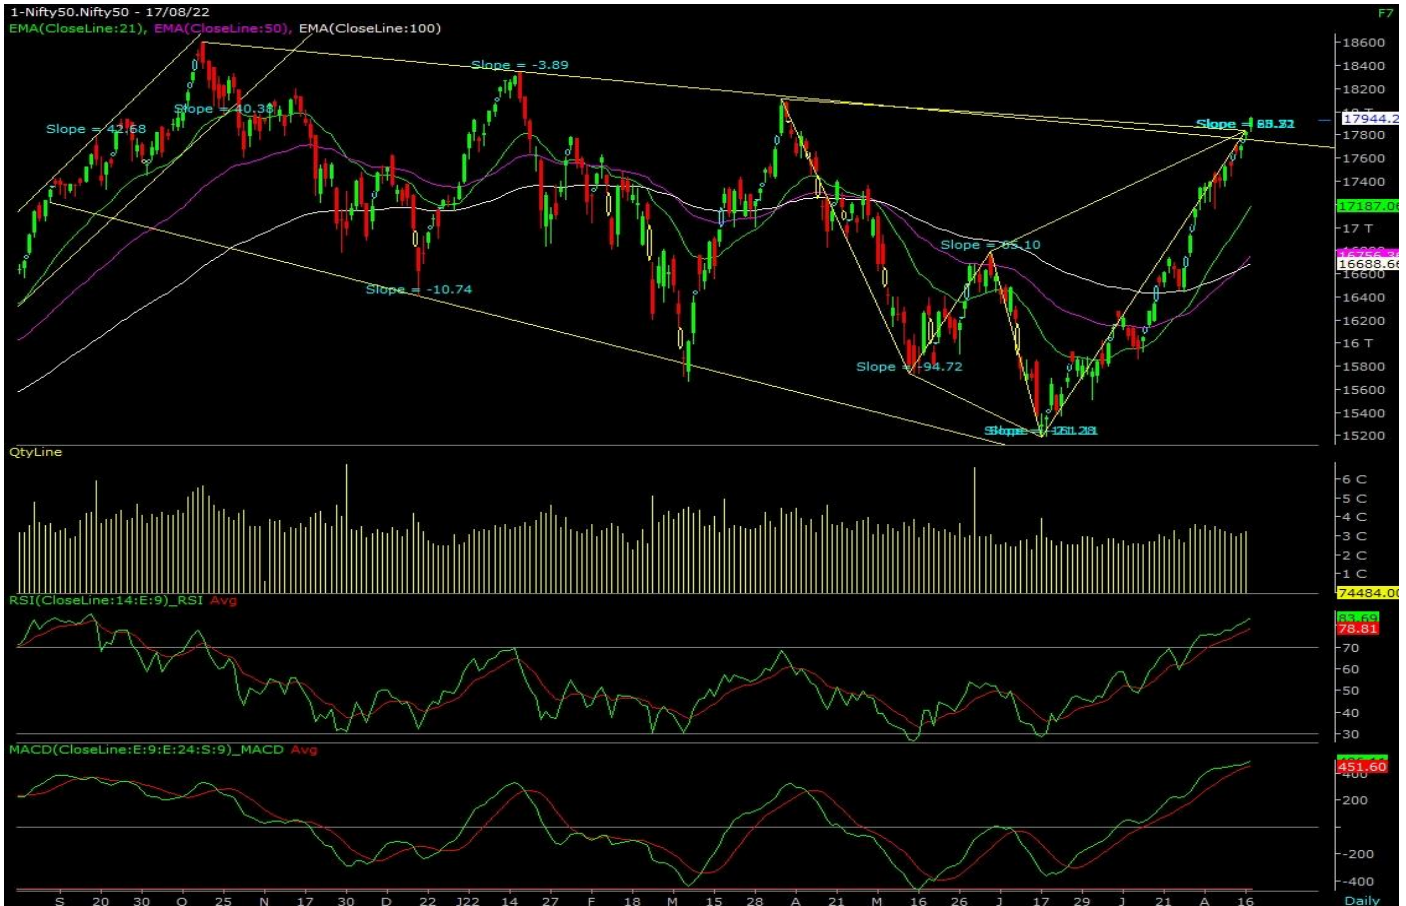 1-Nifty50.Nifty50 - 17/08/22
F7
EMA(CloseLine:21), EMA(CloseLine:50), EMA(CloseLine:100)
18600
Slope = -3.89
18400
18200
Slope = 40.38
17944.2
Slope = 42.68
17800
17600
17400
17187.06
17 T
Slope = 65.10
16688.66
16600
Slope = -10.74
16400
16200
16 T
Slope = -94.72
15800
15600
15400
15200
QtyLine
6 C
5 C
4 C
3 C
2 C
1 C
74484.00
RSI(CloseLine:14:E:9)_RSI Avg
83.69
78.81
70
60
50
40
30
MACD(CloseLine:E:9:E:24:S:9)_MACD Avg
451.60
400
200
-200
-400
S 20 30 O 25 N 17 30 D 22 J22 14 27 F 18 M 15 28 A 21 M 16 26 J 17 29 J 21 A 16 Daily